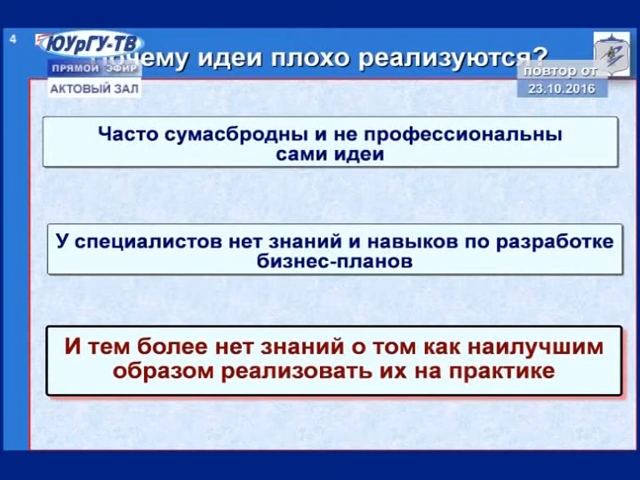 4
ЮУрГУ-ТВ
Почему идеи плохо реализуются?
ПРЯМОЙ ЭФИР
АКТОВЫЙ ЗАЛ
повтор от
23.10.2016
Часто сумасбродны и не профессиональны
сами идеи
У специалистов нет знаний и навыков по разработке
бизнес-планов
И тем более нет знаний о том как наилучшим
образом реализовать их на практике